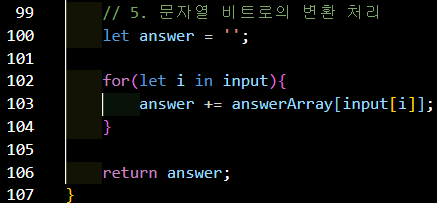 99 // 5. 문자열 비트로의 변환 처리
100 let answer = '';
101
102 for(let i in input){
103 answer += answerArray[input[i]];
104 }
105
106 return answer;
107 }